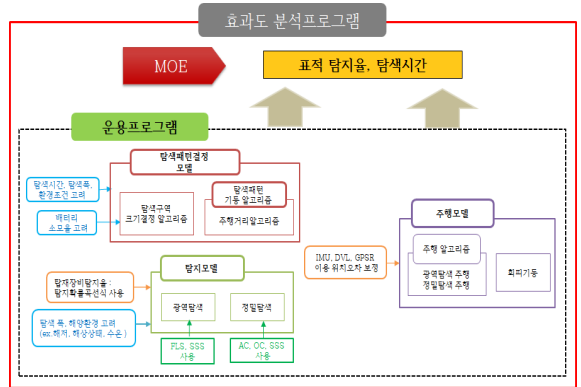 효과도 분석프로그램
MOE
표적 탐지율, 탐색시간
운용프로그램
탐색패턴결정
모델
탐색시간, 탐색폭,
환경조건 고려
배터리
소모율 고려
탐색구역
크기결정 알고리즘
탐색패턴
기동 알고리즘
주행거리알고리즘
주행모델
IMU, DVL, GPSR
이용 위치오차 보정
주행 알고리즘
광역탐색 주행
정밀탐색 주행
회피기동
탐지모델
탑재장비탐지율 :
탐지확률곡선식 사용
탐색 폭, 해양환경 고려
(ex.해저, 해상상태, 수온 )
광역탐색
정밀탐색
FLS, SSS
사용
AC, OC, SSS
사용